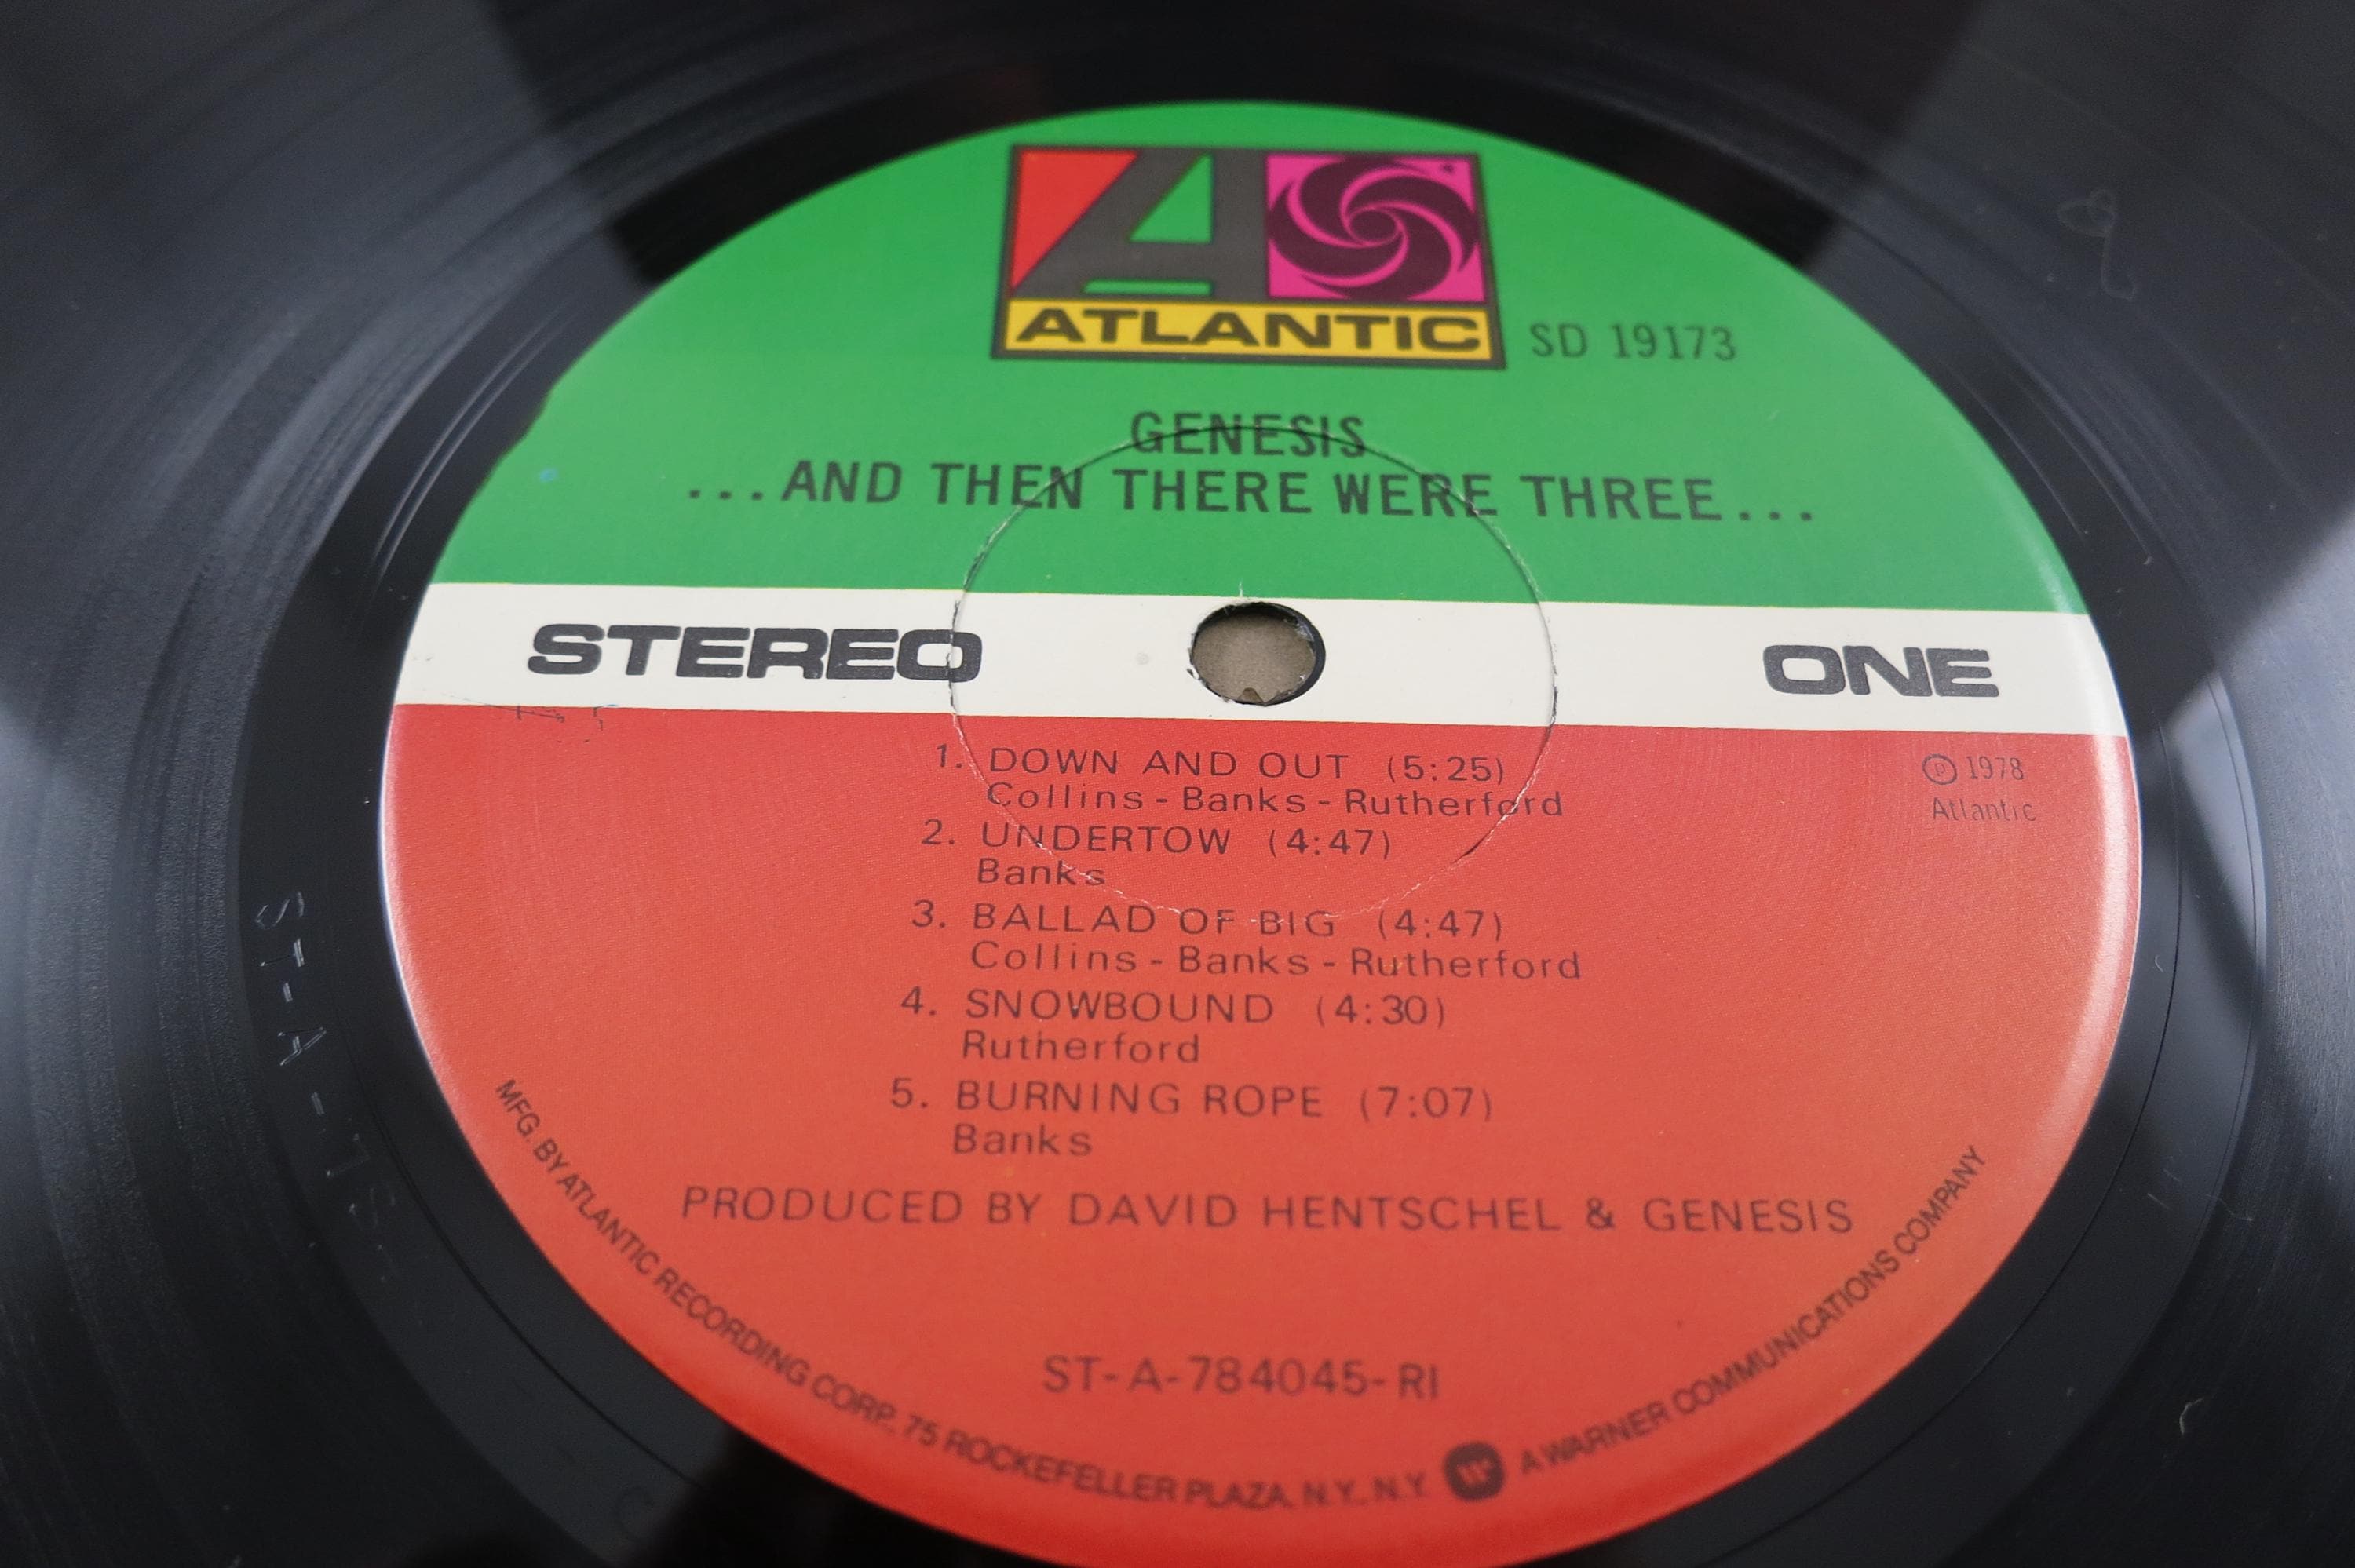 ATLANTIC
SD 19173
GENESIS
...AND THEN THERE WERE THREE...
STEREO
ONE
1. DOWN AND OUT (5:25)
Collins - Banks - Rutherford
℗ 1978
Atlantic
2. UNDERTOW (4:47)
Banks
3. BALLAD OF BIG (4:47)
Collins - Banks - Rutherford
4. SNOWBOUND (4:30)
Rutherford
5. BURNING ROPE (7:07)
Banks
PRODUCED BY DAVID HENTSCHEL & GENESIS
ST-A-784045-RI
MFG. BY ATLANTIC RECORDING CORP., 75 ROCKEFELLER PLAZA, N.Y., N.Y. A WARNER COMMUNICATIONS COMPANY
ST-A-78